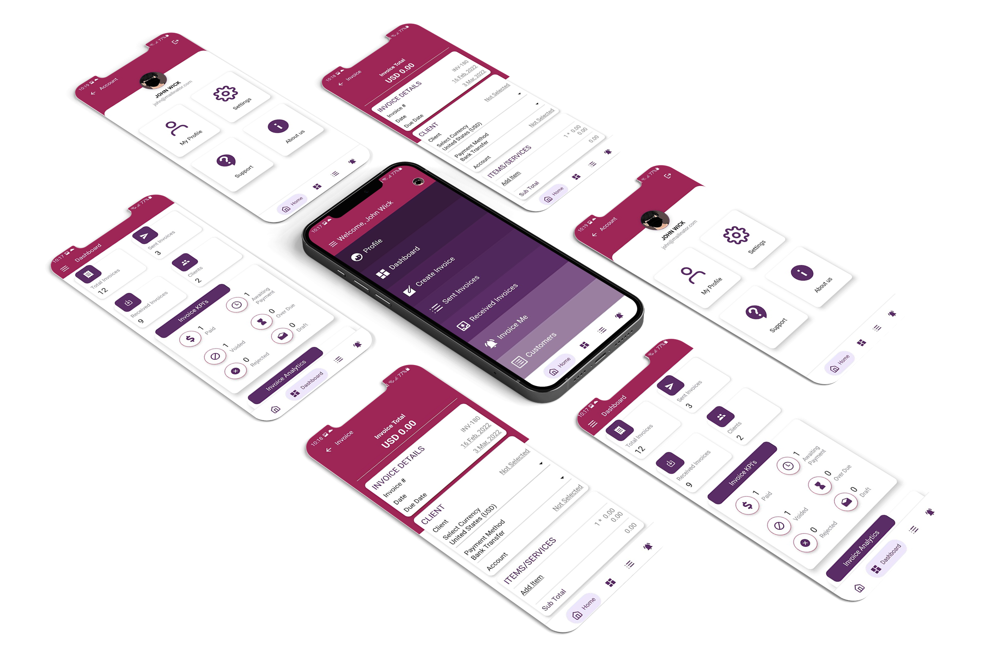 10:19 77%
Account
JOHN WICK
john@mailinator.com
My Profile
Settings
Support
About us
Home
10:18 77%
Invoice
Invoice Total
USD 0.00
INVOICE DETAILS
Invoice # INV-180
Date 16 Feb, 2022
Due Date 3 Mar, 2022
CLIENT
Client Not Selected
Select Currency
United States (USD)
Payment Method
Bank Transfer
Account Not Selected
ITEMS/SERVICES
1 * 0.00
Add Item 0.00
Sub Total 0.00
Home
10:17 77%
Dashboard
Total Invoices
12
Sent Invoices
3
Received Invoices
9
Clients
2
Invoice KPI's
1
Paid
1
Awaiting
Payment
1
Voided
0
Over Due
0
Rejected
0
Draft
Invoice Analytics
Dashboard
10:17 77%
Welcome, John Wick
Profile
Dashboard
Create Invoice
Sent Invoices
Received Invoices
Invoice Me
Customers
Home
10:19 77%
Account
JOHN WICK
john@mailinator.com
My Profile
Settings
Support
About us
Home
10:18 77%
Invoice
Invoice Total
USD 0.00
INVOICE DETAILS
Invoice # INV-180
Date 16 Feb, 2022
Due Date 3 Mar, 2022
CLIENT
Client Not Selected
Select Currency
United States (USD)
Payment Method
Bank Transfer
Account Not Selected
ITEMS/SERVICES
1 * 0.00
Add Item 0.00
Sub Total 0.00
Home
10:17 77%
Dashboard
Total Invoices
12
Sent Invoices
3
Received Invoices
9
Clients
2
Invoice KPI's
1
Paid
1
Awaiting
Payment
1
Voided
0
Over Due
0
Rejected
0
Draft
Invoice Analytics
Dashboard